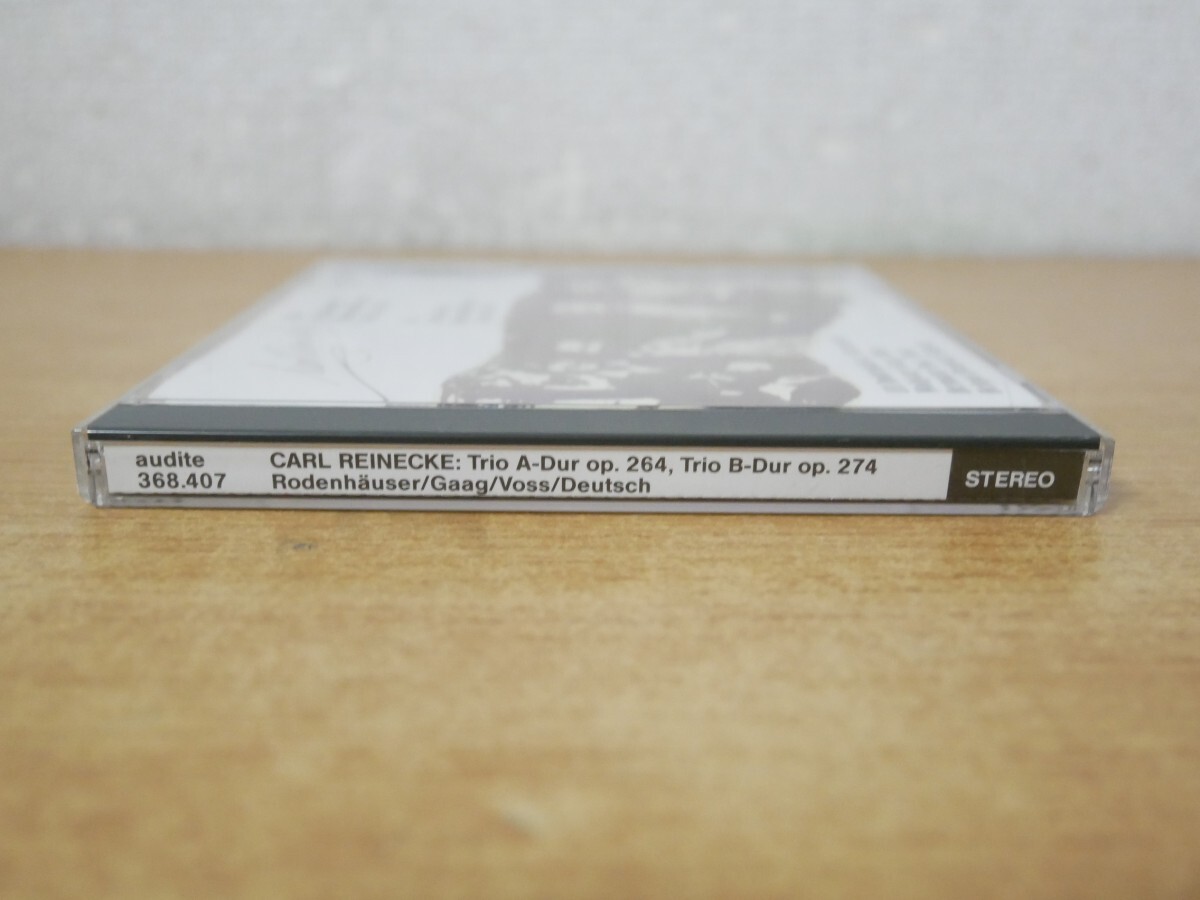 audite
368.407
CARL REINECKE: Trio A-Dur op. 264, Trio B-Dur op. 274
Rodenhäuser/Gaag/Voss/Deutsch
STEREO